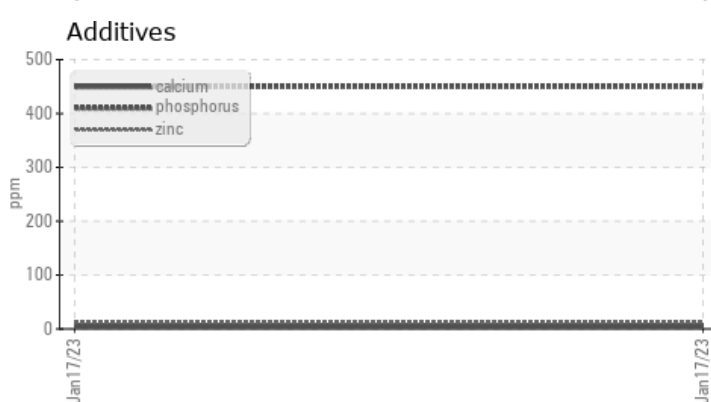 Additives
500
400
300
200
100
0
ppm
calcium
phosphorus
zinc
Jan17/23
Jan17/23